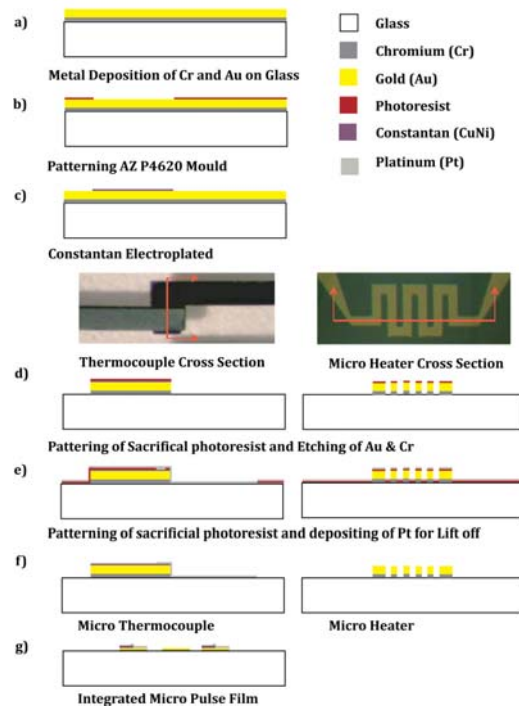 a)
Metal Deposition of Cr and Au on Glass
b)
Patterning AZ P4620 Mould
c)
Constantan Electroplated
Glass
Chromium (Cr)
Gold (Au)
Photoresist
Constantan (CuNi)
Platinum (Pt)
Thermocouple Cross Section
Micro Heater Cross Section
d)
Pattering of Sacrifical photoresist and Etching of Au & Cr
e)
Patterning of sacrificial photoresist and depositing of Pt for Lift off
f)
Micro Thermocouple
Micro Heater
g)
Integrated Micro Pulse Film